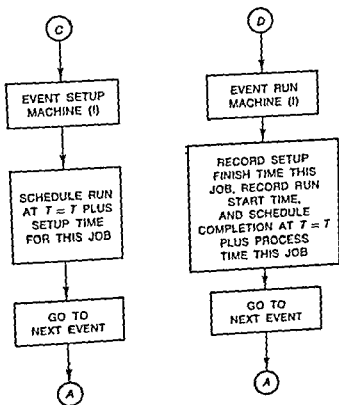 C
EVENT SETUP
MACHINE (I)
SCHEDULE RUN
AT T = T PLUS
SETUP TIME
FOR THIS JOB
GO TO
NEXT EVENT
A
D
EVENT RUN
MACHINE (I)
RECORD SETUP
FINISH TIME THIS
JOB, RECORD RUN
START TIME,
AND SCHEDULE
COMPLETION AT T = T
PLUS PROCESS
TIME THIS JOB
GO TO
NEXT EVENT
A